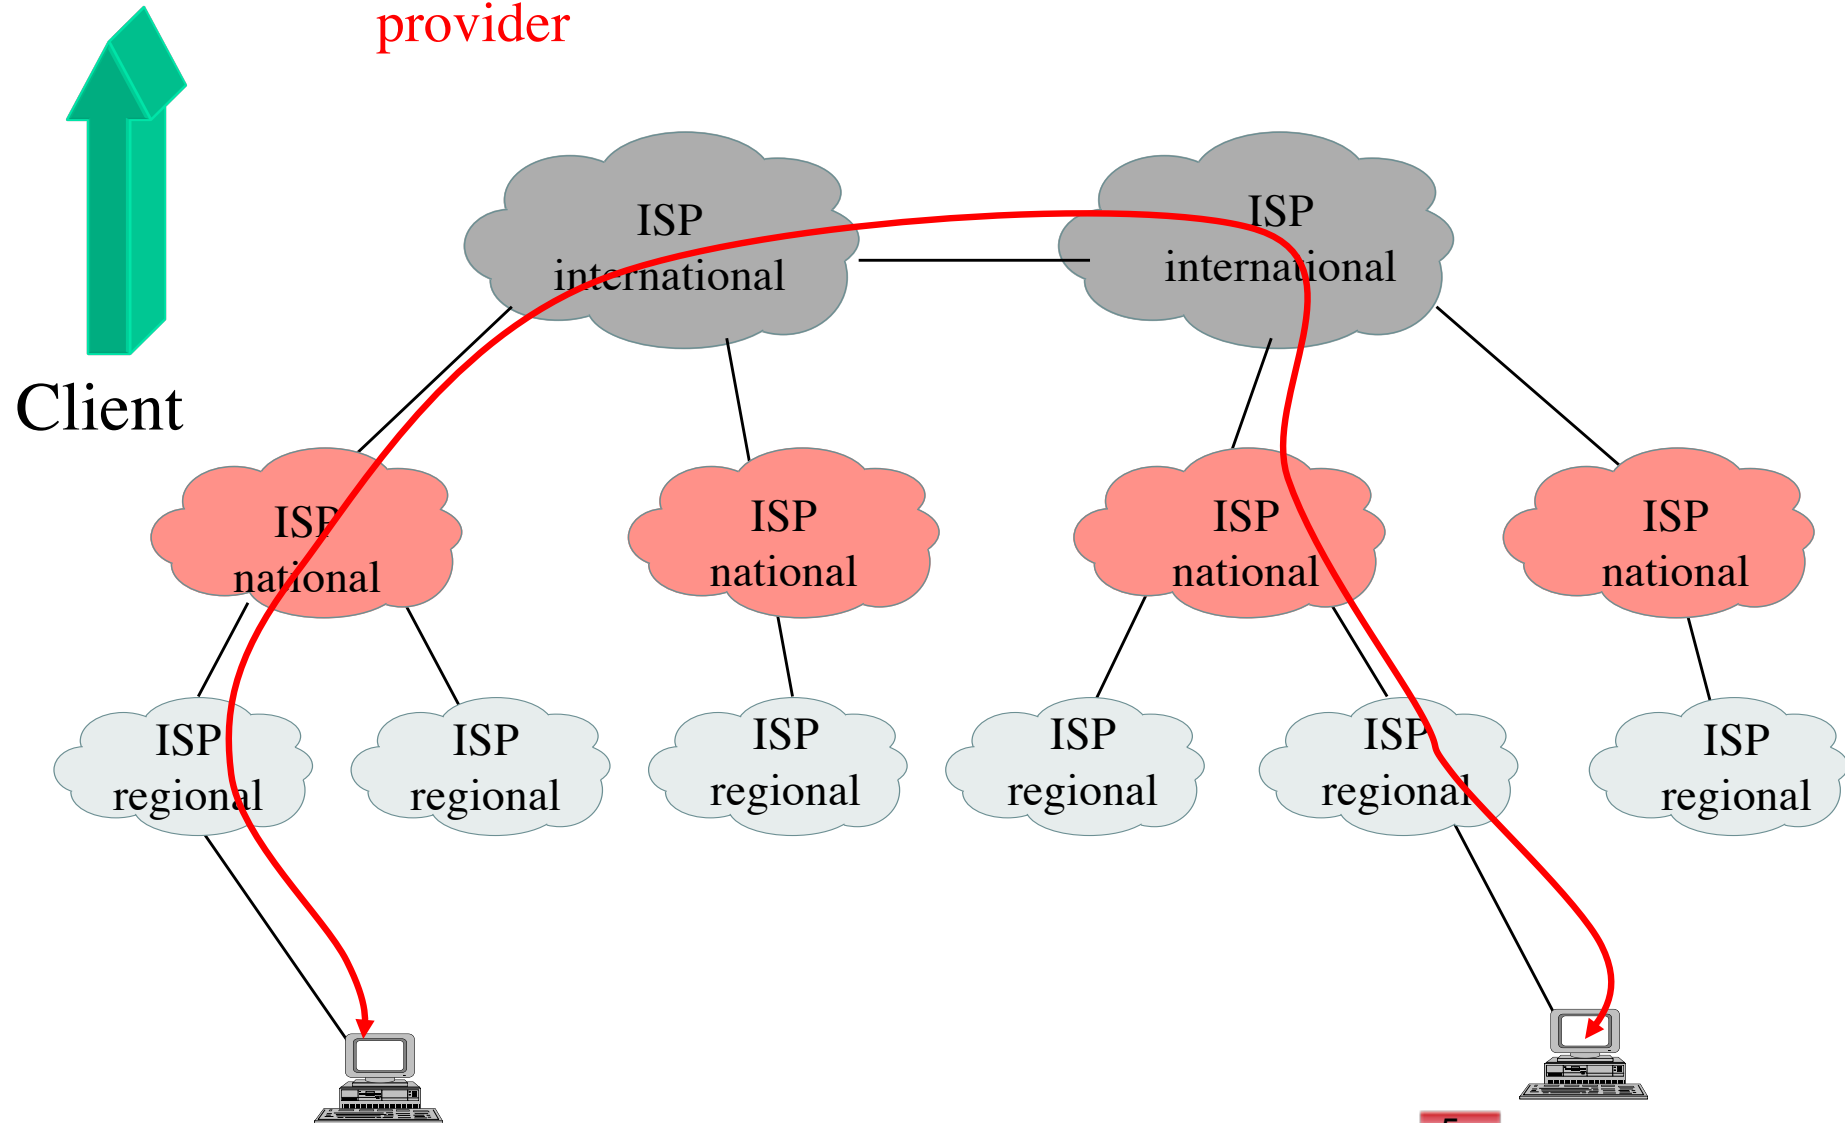 provider
ISP
international
ISP
international
Client
ISP
national
ISP
national
ISP
national
ISP
national
ISP
regional
ISP
regional
ISP
regional
ISP
regional
ISP
regional
ISP
regional